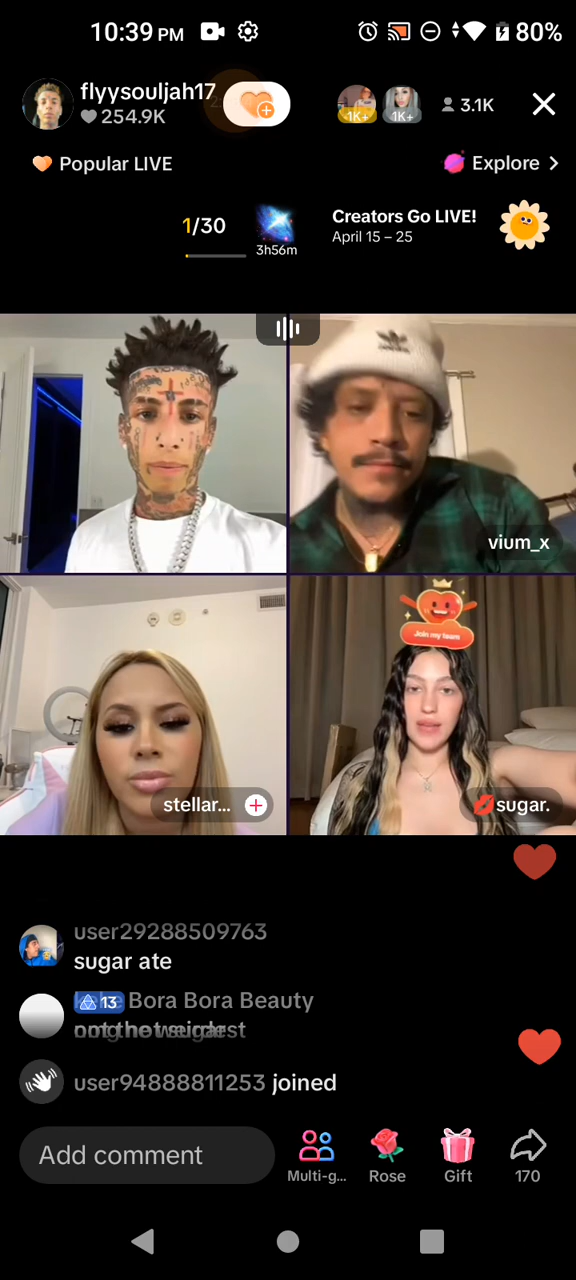 10:39 PM
80%
flyysouljah17
254.9K
1K+
1K+
3.1K
Popular LIVE
Explore >
1/30
3h56m
Creators Go LIVE!
April 15 – 25
vium_x
Join my team
stellar...
💋sugar.
user29288509763
sugar ate
13
Bora Bora Beauty
user94888811253 joined
Add comment
Multi-g...
Rose
Gift
170